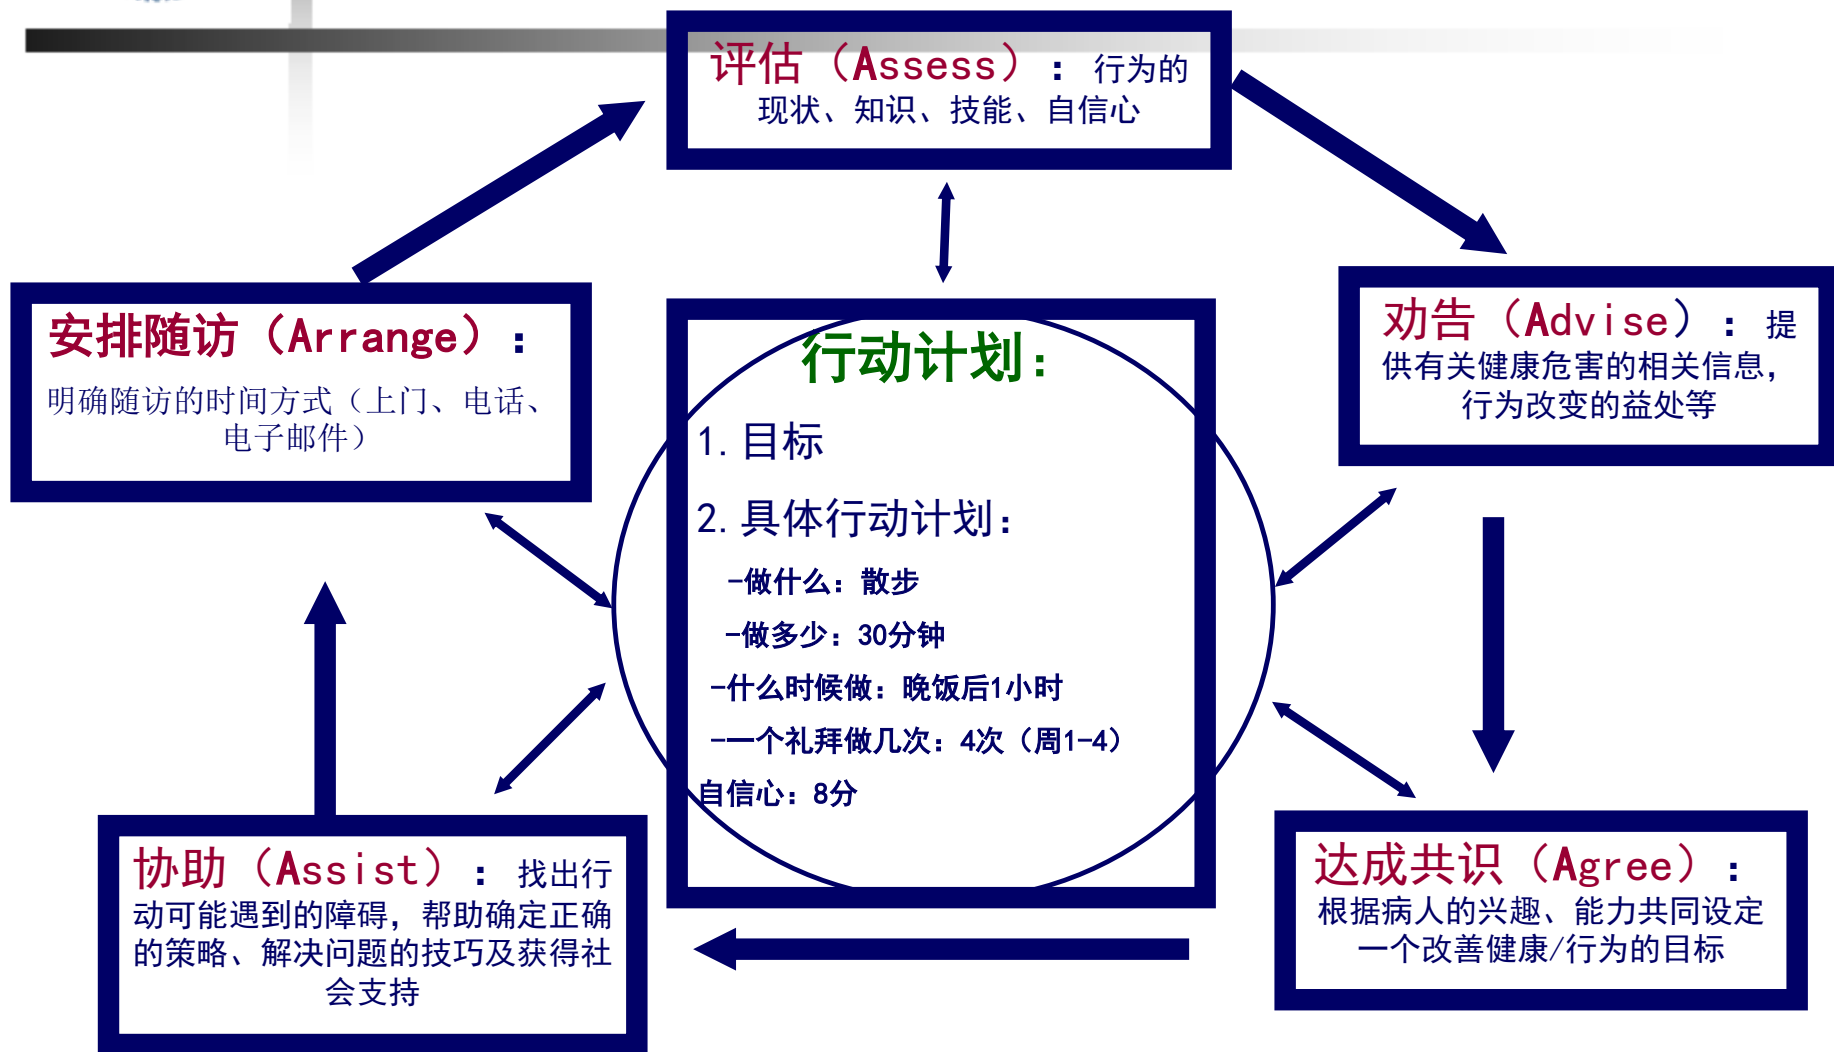 评估（Assess）：行为的
现状、知识、技能、自信心
安排随访（Arrange）：
明确随访的时间方式（上门、电话、
电子邮件）
行动计划：
1.目标
2.具体行动计划：
-做什么：散步
-做多少：30分钟
-什么时候做：晚饭后1小时
-一个礼拜做几次：4次（周1-4）
自信心：8分
劝告（Advise）：提
供有关健康危害的相关信息，
行为改变的益处等
协助（Assist）：找出行
动可能遇到的障碍，帮助确定正确
的策略、解决问题的技巧及获得社
会支持
达成共识（Agree）：
根据病人的兴趣、能力共同设定
一个改善健康/行为的目标